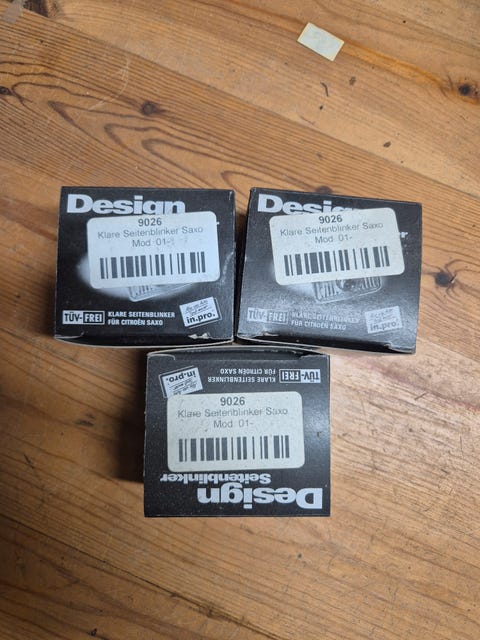 Design
9026
Klare Seitenblinker Saxo
Mod. 01-
TÜV-FREI
KLARE SEITENBLINKER
FÜR CITROËN SAXO
in.pro.
Design
9026
Klare Seitenblinker Saxo
Mod. 01-
TÜV-FREI
KLARE SEITENBLINKER
FÜR CITROËN SAXO
in.pro.
9026
Klare Seitenblinker Saxo
Mod. 01-
Design
Seitenblinker
TÜV-FREI
KLARE SEITENBLINKER
FÜR CITROËN SAXO
in.pro.